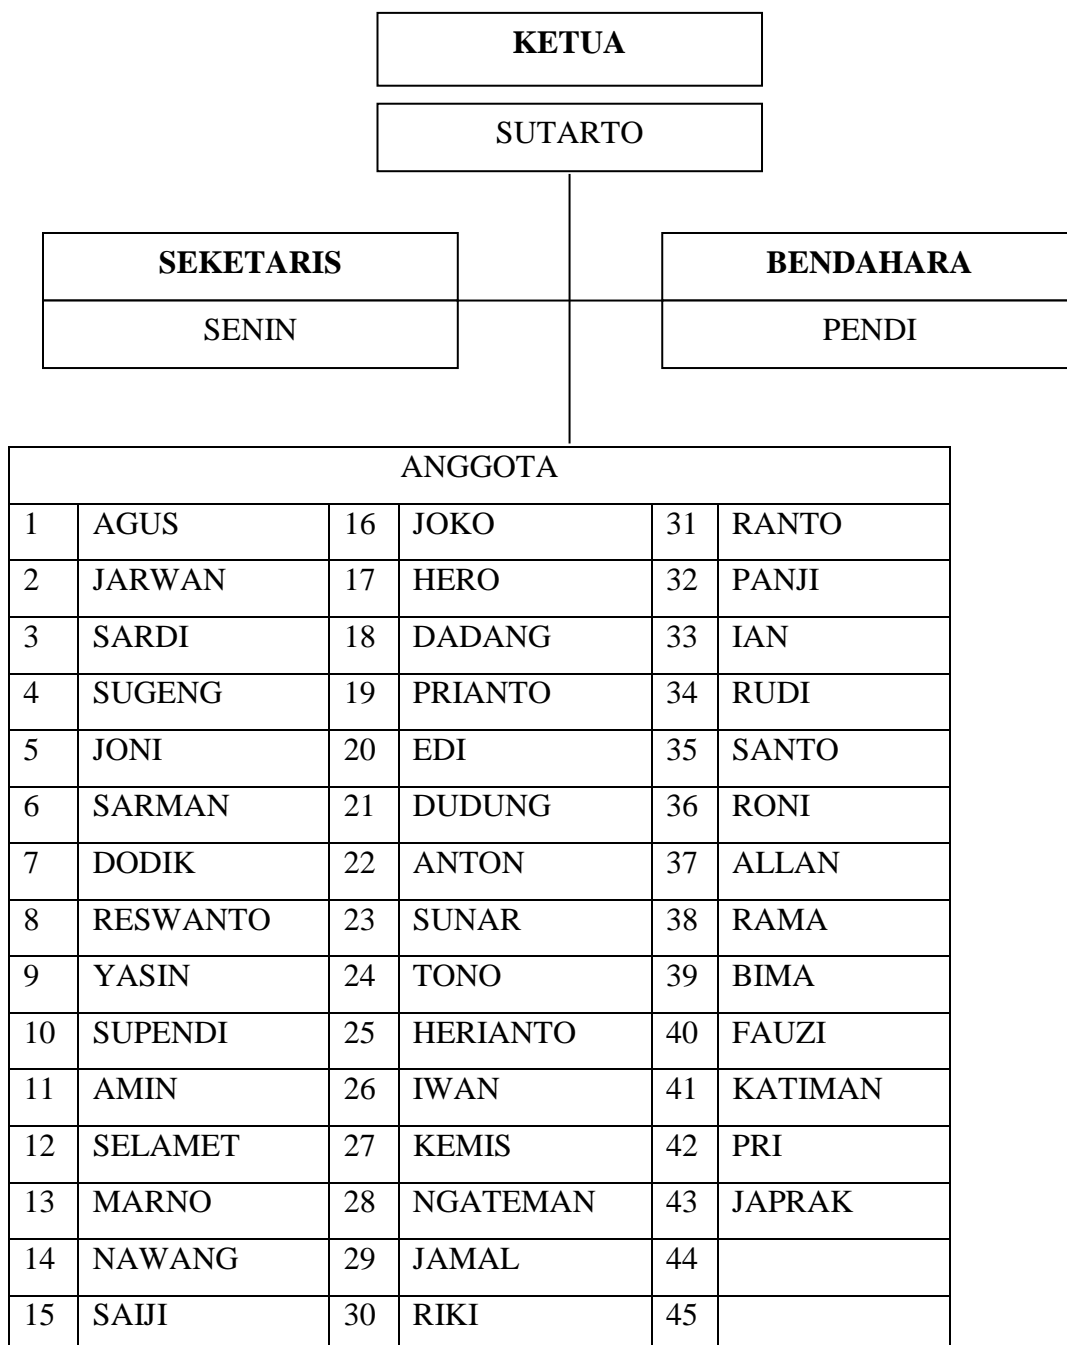 KETUA
SUTARTO
SEKETARIS BENDAHARA
SENIN PENDI
ANGGOTA
1 AGUS 16 JOKO 31 RANTO
2 JARWAN 17 HERO 32 PANJI
3 SARDI 18 DADANG 33 IAN
4 SUGENG 19 PRIANTO 34 RUDI
5 JONI 20 EDI 35 SANTO
6 SARMAN 21 DUDUNG 36 RONI
7 DODIK 22 ANTON 37 ALLAN
8 RESWANTO 23 SUNAR 38 RAMA
9 YASIN 24 TONO 39 BIMA
10 SUPENDI 25 HERIANTO 40 FAUZI
11 AMIN 26 IWAN 41 KATIMAN
12 SELAMET 27 KEMIS 42 PRI
13 MARNO 28 NGATEMAN 43 JAPRAK
14 NAWANG 29 JAMAL 44
15 SAIJI 30 RIKI 45